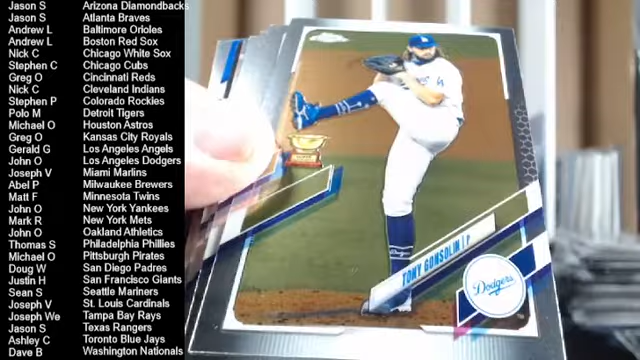 Jason S Arizona Diamondbacks
Jason S Atlanta Braves
Andrew L Baltimore Orioles
Andrew L Boston Red Sox
Nick C Chicago White Sox
Stephen C Chicago Cubs
Greg O Cincinnati Reds
Nick C Cleveland Indians
Stephen P Colorado Rockies
Polo M Detroit Tigers
Michael O Houston Astros
Greg O Kansas City Royals
Gerald G Los Angeles Angels
John O Los Angeles Dodgers
Joseph V Miami Marlins
Abel P Milwaukee Brewers
Matt F Minnesota Twins
John O New York Yankees
Mark R New York Mets
John O Oakland Athletics
Thomas S Philadelphia Phillies
Michael O Pittsburgh Pirates
Doug W San Diego Padres
Justin H San Francisco Giants
Sean S Seattle Mariners
Joseph V St. Louis Cardinals
Joseph We Tampa Bay Rays
Jason S Texas Rangers
Ashley C Toronto Blue Jays
Dave B Washington Nationals
TONY GONSOLIN | P
Dodgers